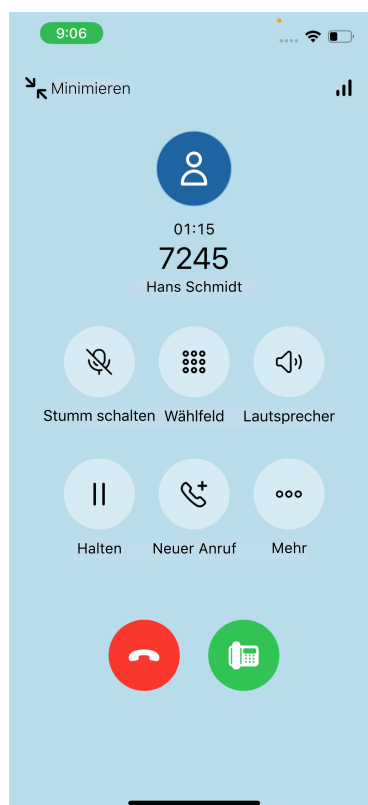 9:06
Minimieren
01:15
7245
Hans Schmidt
Stumm schalten Wählfeld Lautsprecher
Halten Neuer Anruf Mehr